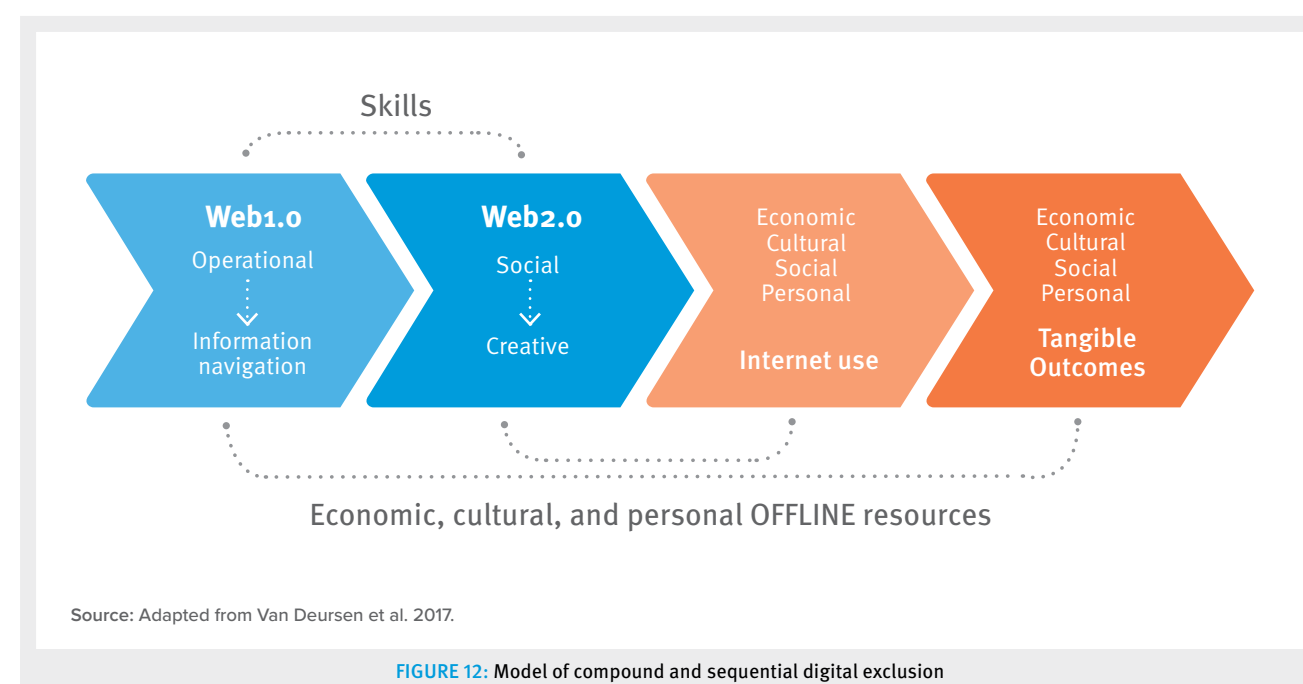 Skills
Web1.0
Operational
Information
navigation
Web2.0
Social
Creative
Economic
Cultural
Social
Personal
Internet use
Economic
Cultural
Social
Personal
Tangible
Outcomes
Economic, cultural, and personal OFFLINE resources
Source: Adapted from Van Deursen et al. 2017.
FIGURE 12: Model of compound and sequential digital exclusion